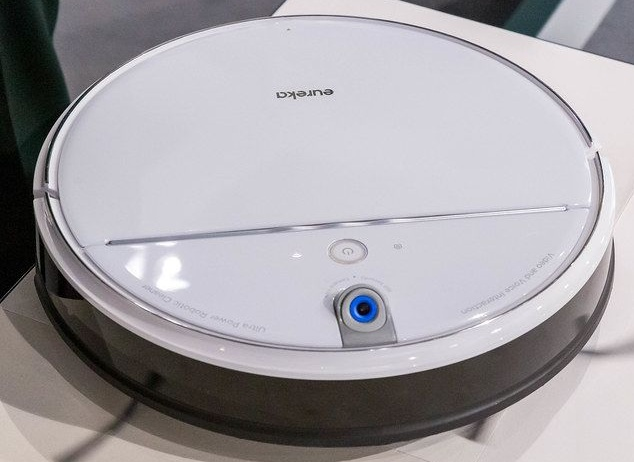 eureka
Ultra Power Robotic Cleaner
Video and Voice Interaction